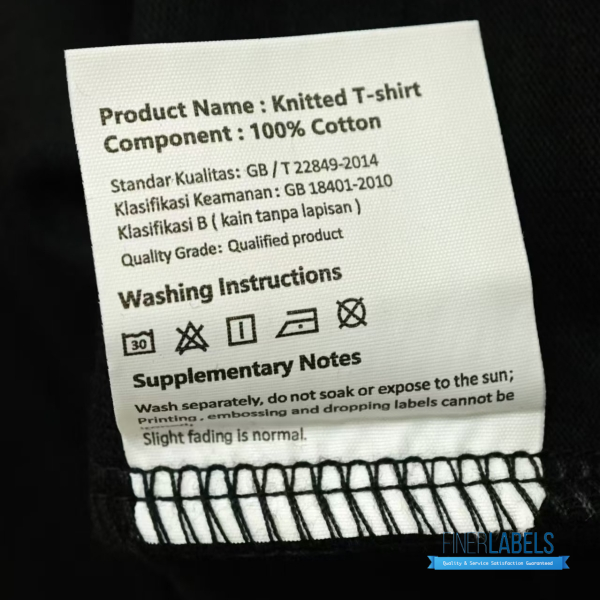 Product Name : Knitted T-shirt
Component : 100% Cotton
Standar Kualitas: GB / T 22849-2014
Klasifikasi Keamanan : GB 18401-2010
Klasifikasi B ( kain tanpa lapisan )
Quality Grade: Qualified product
Washing Instructions
30
Supplementary Notes
Wash separately, do not soak or expose to the sun;
Printing, embossing and dropping labels cannot be
Slight fading is normal.
FINERLABELS
Quality & Service Satisfaction Guaranteed